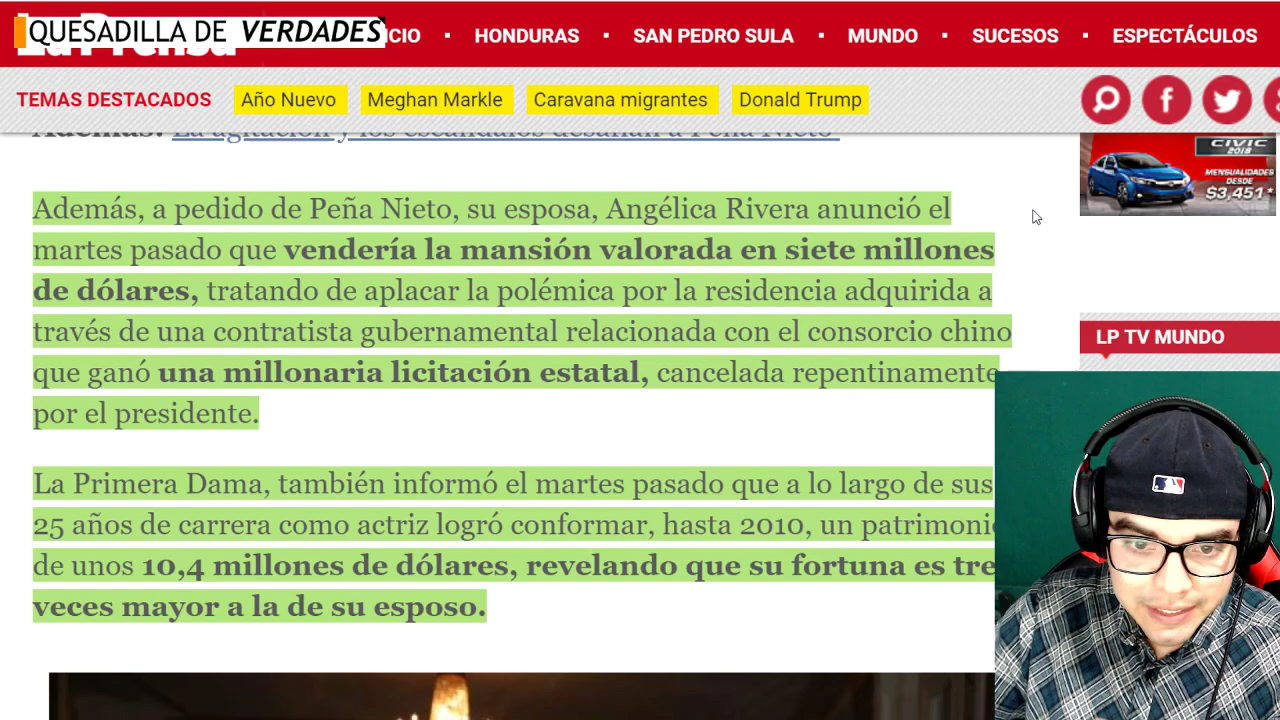 QUESADILLA DE VERDADES
La Prensa
CIO · HONDURAS · SAN PEDRO SULA · MUNDO · SUCESOS · ESPECTÁCULOS
TEMAS DESTACADOS Año Nuevo Meghan Markle Caravana migrantes Donald Trump
Además: La agitación y los escándalos desafían a Peña Nieto
CIVIC
2018
MENSUALIDADES
DESDE
$3,451*
Además, a pedido de Peña Nieto, su esposa, Angélica Rivera anunció el
martes pasado que vendería la mansión valorada en siete millones
de dólares, tratando de aplacar la polémica por la residencia adquirida a
través de una contratista gubernamental relacionada con el consorcio chino
que ganó una millonaria licitación estatal, cancelada repentinamente
por el presidente.
LP TV MUNDO
La Primera Dama, también informó el martes pasado que a lo largo de sus
25 años de carrera como actriz logró conformar, hasta 2010, un patrimonio
de unos 10,4 millones de dólares, revelando que su fortuna es tre
veces mayor a la de su esposo.